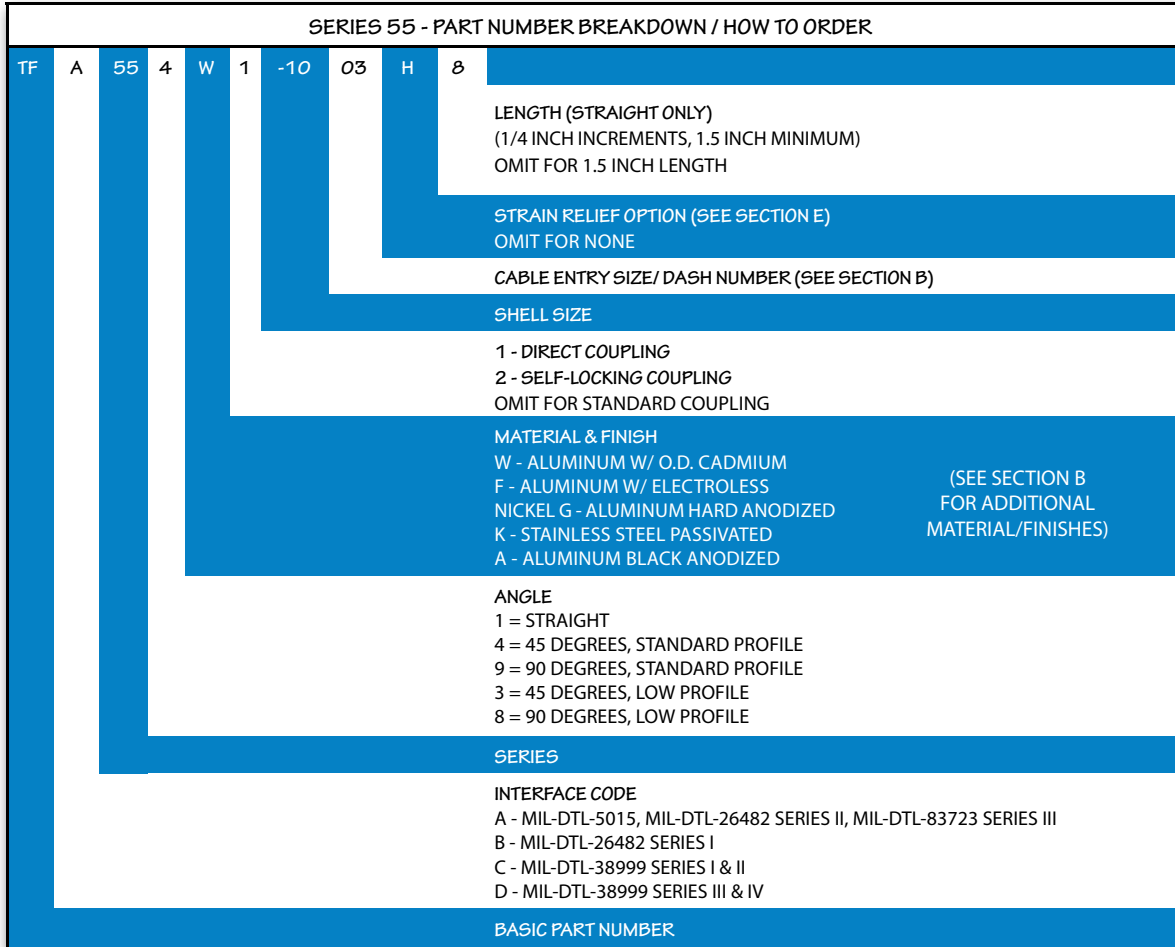 SERIES 55 - PART NUMBER BREAKDOWN / HOW TO ORDER
TF A 55 4 W 1 -10 03 H 8
LENGTH (STRAIGHT ONLY)
(1/4 INCH INCREMENTS, 1.5 INCH MINIMUM)
OMIT FOR 1.5 INCH LENGTH
STRAIN RELIEF OPTION (SEE SECTION E)
OMIT FOR NONE
CABLE ENTRY SIZE/ DASH NUMBER (SEE SECTION B)
SHELL SIZE
1 - DIRECT COUPLING
2 - SELF-LOCKING COUPLING
OMIT FOR STANDARD COUPLING
MATERIAL & FINISH
W - ALUMINUM W/ O.D. CADMIUM
F - ALUMINUM W/ ELECTROLESS
NICKEL G - ALUMINUM HARD ANODIZED
K - STAINLESS STEEL PASSIVATED
A - ALUMINUM BLACK ANODIZED
(SEE SECTION B
FOR ADDITIONAL
MATERIAL/FINISHES)
ANGLE
1 = STRAIGHT
4 = 45 DEGREES, STANDARD PROFILE
9 = 90 DEGREES, STANDARD PROFILE
3 = 45 DEGREES, LOW PROFILE
8 = 90 DEGREES, LOW PROFILE
SERIES
INTERFACE CODE
A - MIL-DTL-5015, MIL-DTL-26482 SERIES II, MIL-DTL-83723 SERIES III
B - MIL-DTL-26482 SERIES I
C - MIL-DTL-38999 SERIES I & II
D - MIL-DTL-38999 SERIES III & IV
BASIC PART NUMBER